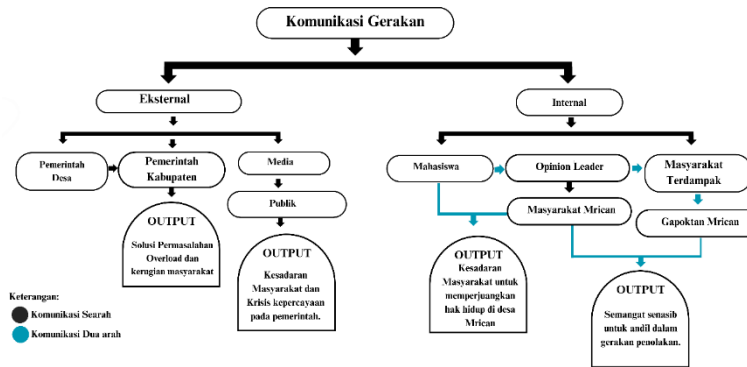 Komunikasi Gerakan
Eksternal
Internal
Pemerintah
Desa
Pemerintah
Kabupaten
Media
Mahasiswa
Opinion Leader
Masyarakat
Terdampak
Publik
Masyarakat Mrican
Gapoktan Mrican
OUTPUT
Solusi Permasalahan
Overload dan
kerugian masyarakat
OUTPUT
Kesadaran
Masyarakat dan
Krisis kepercayaan
pada pemerintah.
OUTPUT
Kesadaran
Masyarakat untuk
memperjuangkan
hak hidup di desa
Mrican
OUTPUT
Semangat senasib
untuk andil dalam
gerakan penolakan.
Keterangan:
Komunikasi Searah
Komunikasi Dua arah